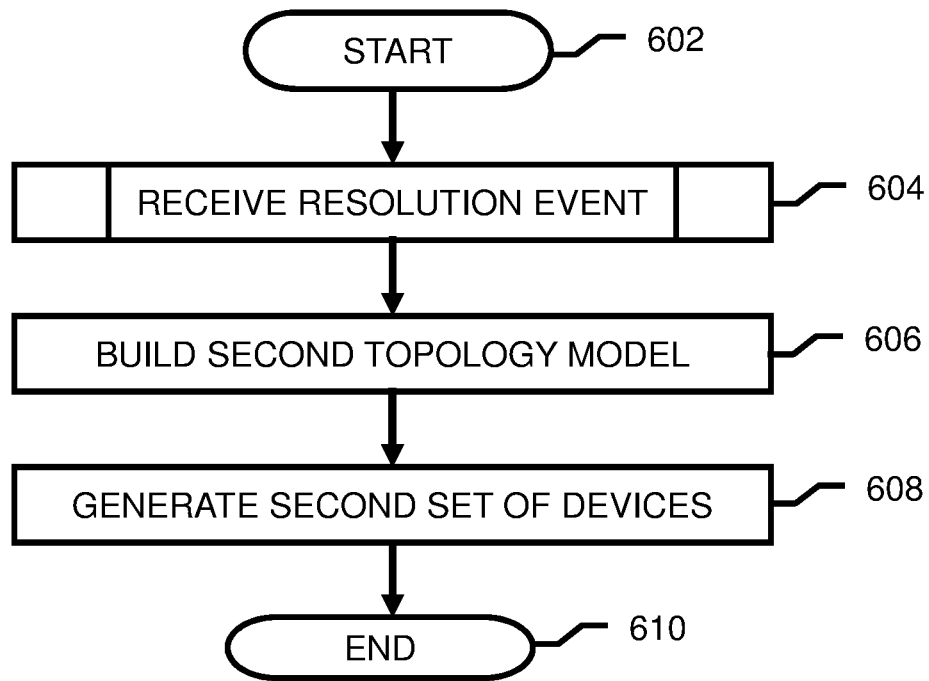 START
602
RECEIVE RESOLUTION EVENT
604
BUILD SECOND TOPOLOGY MODEL
606
GENERATE SECOND SET OF DEVICES
608
END
610